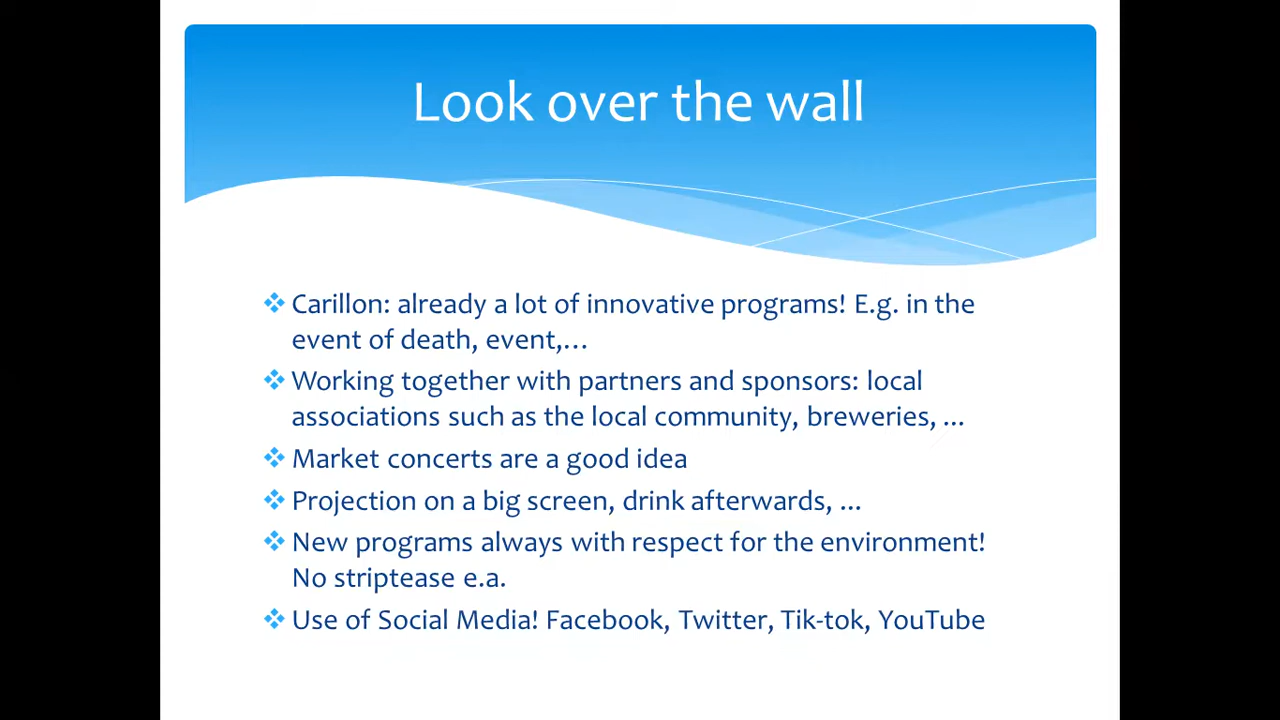 Look over the wall
Carillon: already a lot of innovative programs! E.g. in the
event of death, event,...
Working together with partners and sponsors: local
associations such as the local community, breweries, ...
Market concerts are a good idea
Projection on a big screen, drink afterwards, ...
New programs always with respect for the environment!
No striptease e.a.
Use of Social Media! Facebook, Twitter, Tik-tok, YouTube